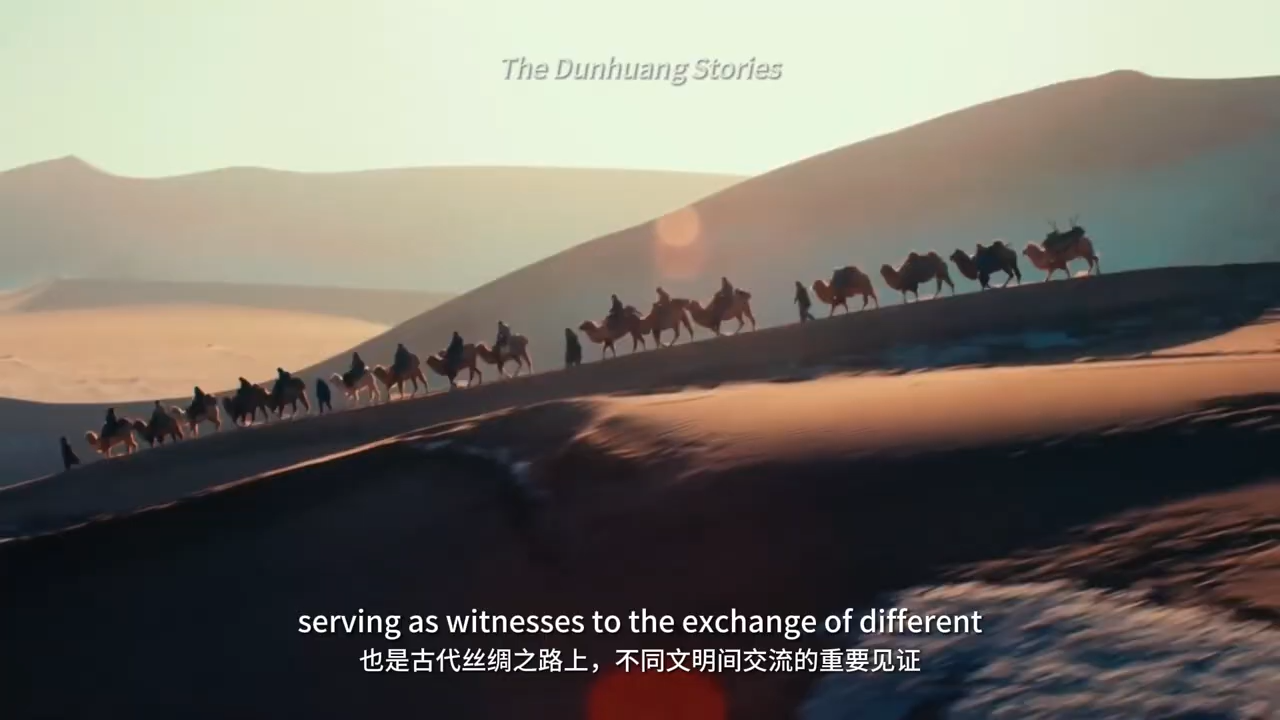 The Dunhuang Stories
serving as witnesses to the exchange of different
也是古代丝绸之路上，不同文明间交流的重要见证